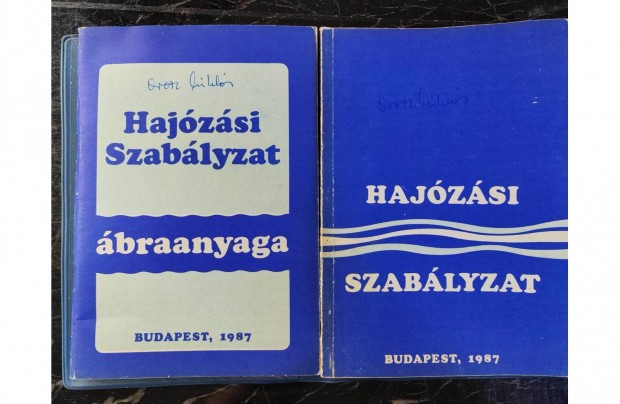 Hajózási
Szabályzat
ábraanyaga
BUDAPEST, 1987
HAJÓZÁSI
SZABÁLYZAT
BUDAPEST, 1987